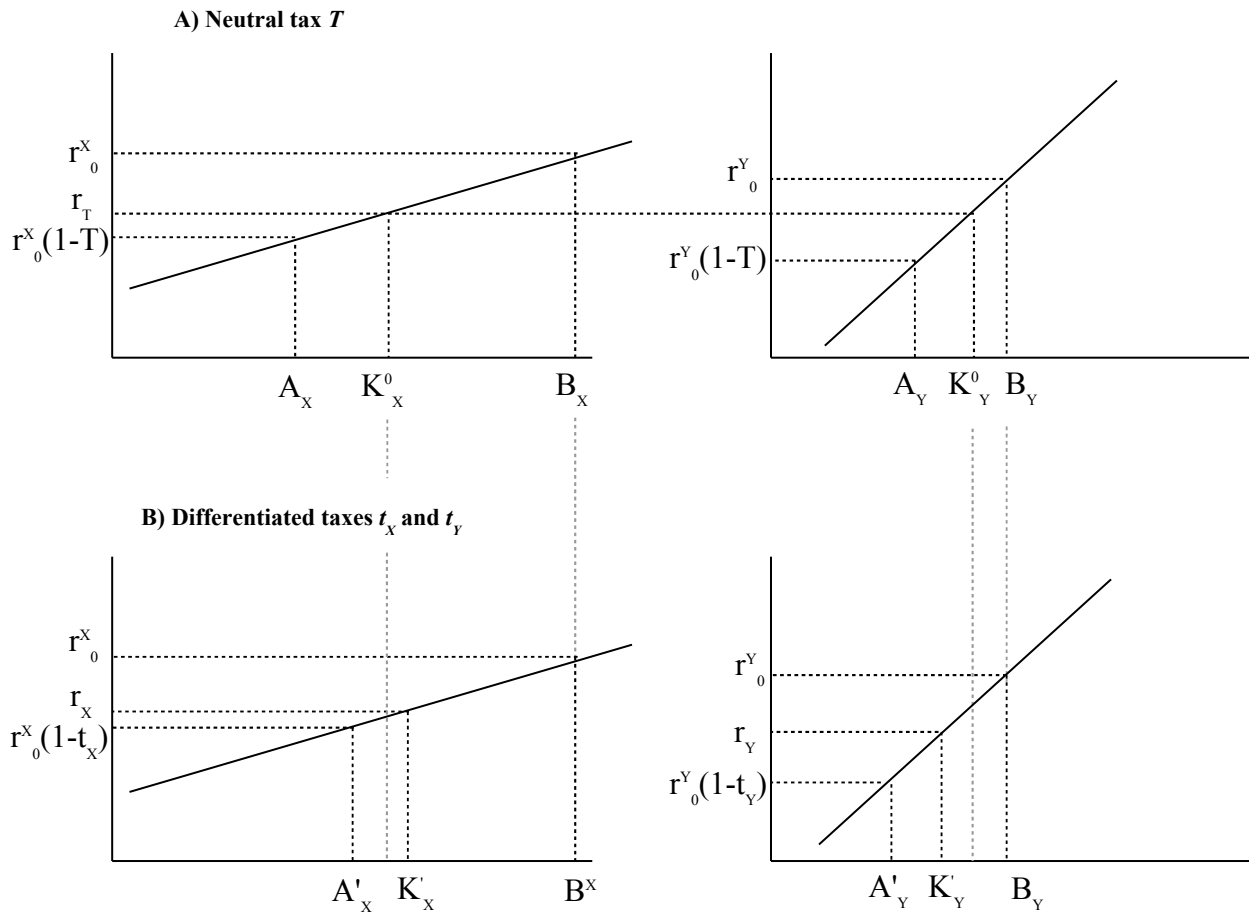 A) Neutral tax T
r^X_0
r_T
r^X_0(1-T)
A_X K^0_X B_X
r^Y_0
r^Y_0(1-T)
A_Y K^0_Y B_Y
B) Differentiated taxes t_X and t_Y
r^X_0
r_X
r^X_0(1-t_X)
A'_X K'_X B^X
r^Y_0
r_Y
r^Y_0(1-t_Y)
A'_Y K'_Y B_Y